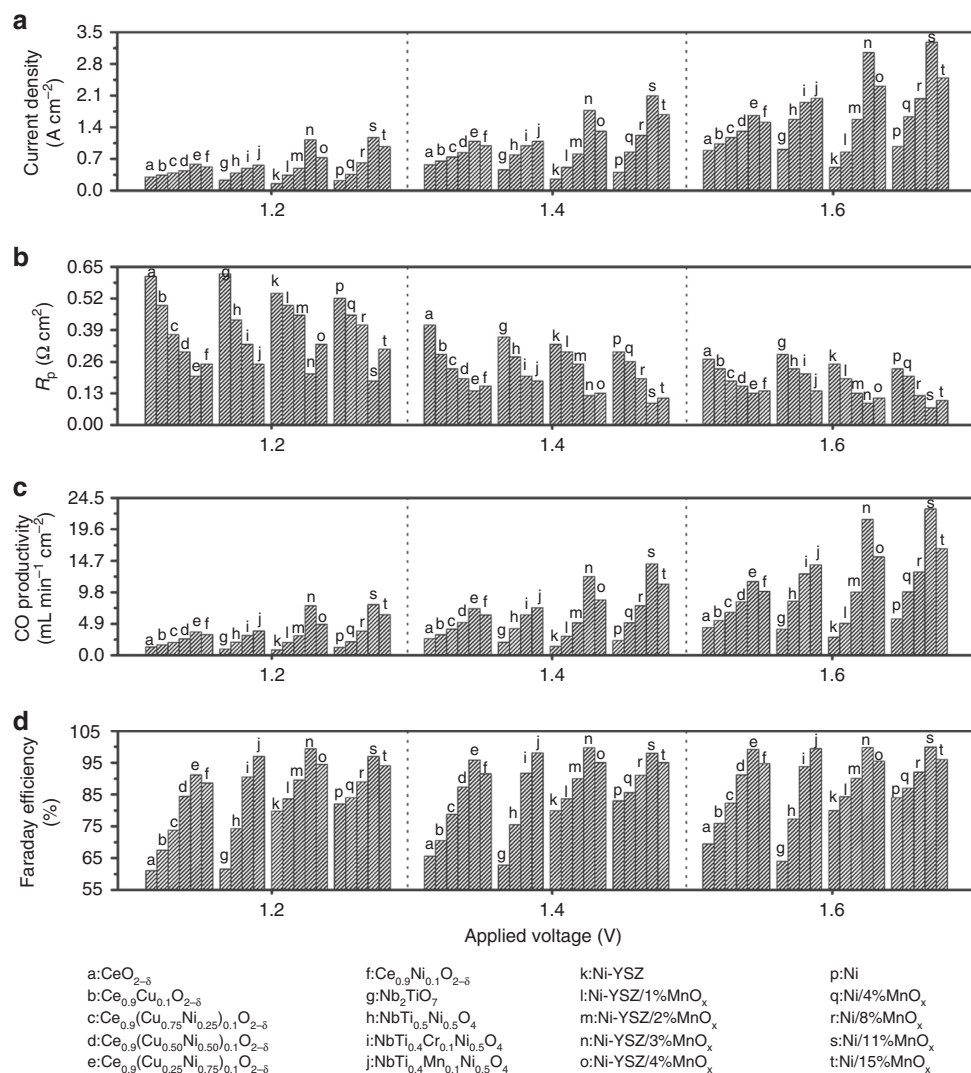 a
Current density
(A cm⁻²)
3.5
2.8
2.1
1.4
0.7
0.0
a b c d e f g h i j k l m n o p q r s t
a b c d e f g h i j k l m n o p q r s t
a b c d e f g h i j k l m n o p q r s t
1.2 1.4 1.6
b
Rₚ (Ω cm²)
0.65
0.52
0.39
0.26
0.13
0.00
a b c d e f g h i j k l m n o p q r s t
a b c d e f g h i j k l m n o p q r s t
a b c d e f g h i j k l m n o p q r s t
1.2 1.4 1.6
c
CO productivity
(mL min⁻¹ cm⁻²)
24.5
19.6
14.7
9.8
4.9
0.0
a b c d e f g h i j k l m n o p q r s t
a b c d e f g h i j k l m n o p q r s t
a b c d e f g h i j k l m n o p q r s t
1.2 1.4 1.6
d
Faraday efficiency
(%)
105
95
85
75
65
55
a b c d e f g h i j k l m n o p q r s t
a b c d e f g h i j k l m n o p q r s t
a b c d e f g h i j k l m n o p q r s t
1.2 1.4 1.6
Applied voltage (V)
a:CeO₂₋δ
b:Ce₀.₉Cu₀.₁O₂₋δ
c:Ce₀.₉(Cu₀.₇₅Ni₀.₂₅)₀.₁O₂₋δ
d:Ce₀.₉(Cu₀.₅₀Ni₀.₅₀)₀.₁O₂₋δ
e:Ce₀.₉(Cu₀.₂₅Ni₀.₇₅)₀.₁O₂₋δ
f:Ce₀.₉Ni₀.₁O₂₋δ
g:Nb₂TiO₇
h:NbTi₀.₅Ni₀.₅O₄
i:NbTi₀.₄Cr₀.₁Ni₀.₅O₄
j:NbTi₀.₄Mn₀.₁Ni₀.₅O₄
k:Ni-YSZ
l:Ni-YSZ/1%MnOₓ
m:Ni-YSZ/2%MnOₓ
n:Ni-YSZ/3%MnOₓ
o:Ni-YSZ/4%MnOₓ
p:Ni
q:Ni/4%MnOₓ
r:Ni/8%MnOₓ
s:Ni/11%MnOₓ
t:Ni/15%MnOₓ